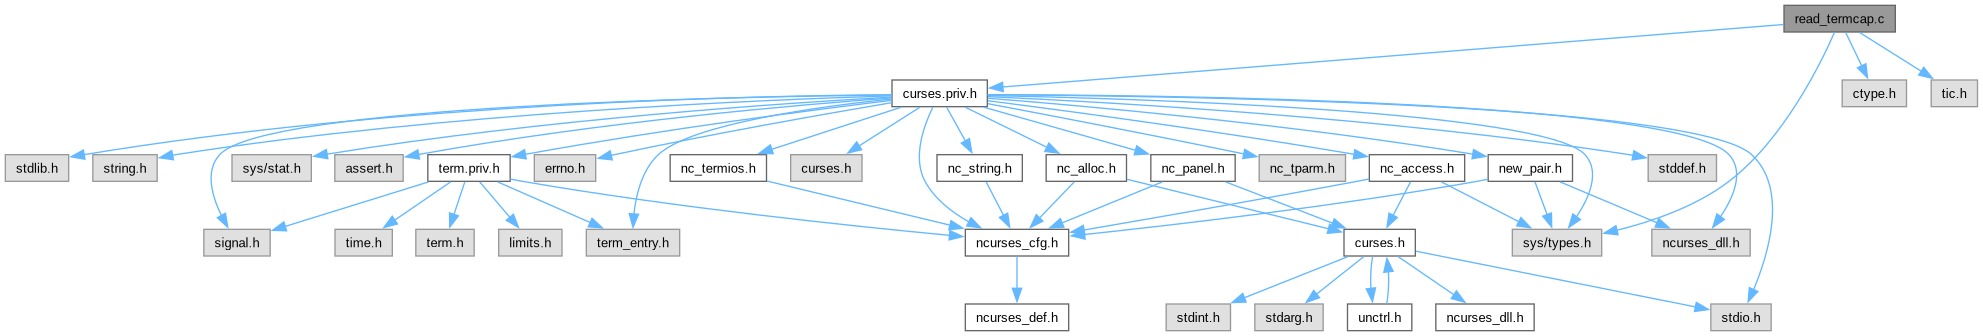 read_termcap.c
curses.priv.h
ctype.h
tic.h
stdlib.h
string.h
sys/stat.h
assert.h
term.priv.h
errno.h
nc_termios.h
curses.h
nc_string.h
nc_alloc.h
nc_panel.h
nc_tparm.h
nc_access.h
new_pair.h
stddef.h
signal.h
time.h
term.h
limits.h
term_entry.h
ncurses_cfg.h
curses.h
sys/types.h
ncurses_dll.h
ncurses_def.h
stdint.h
stdarg.h
unctrl.h
ncurses_dll.h
stdio.h